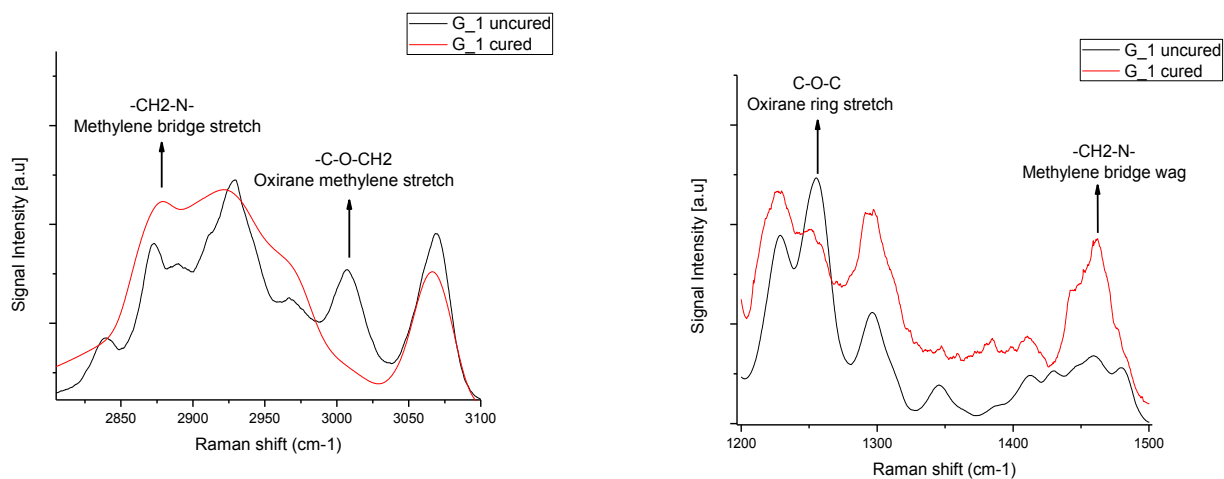 G_1 uncured
G_1 cured
-CH2-N-
Methylene bridge stretch
-C-O-CH2
Oxirane methylene stretch
Signal Intensity [a.u]
2850
2900
2950
3000
3050
3100
Raman shift (cm-1)
G_1 uncured
G_1 cured
C-O-C
Oxirane ring stretch
-CH2-N-
Methylene bridge wag
Signal Intensity [a.u]
1200
1300
1400
1500
Raman shift (cm-1)